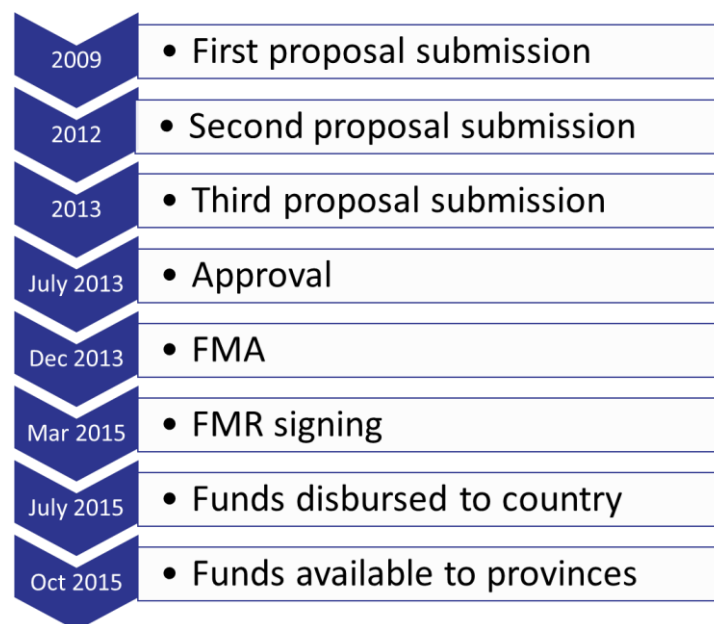 2009
• First proposal submission
2012
• Second proposal submission
2013
• Third proposal submission
July 2013
• Approval
Dec 2013
• FMA
Mar 2015
• FMR signing
July 2015
• Funds disbursed to country
Oct 2015
• Funds available to provinces